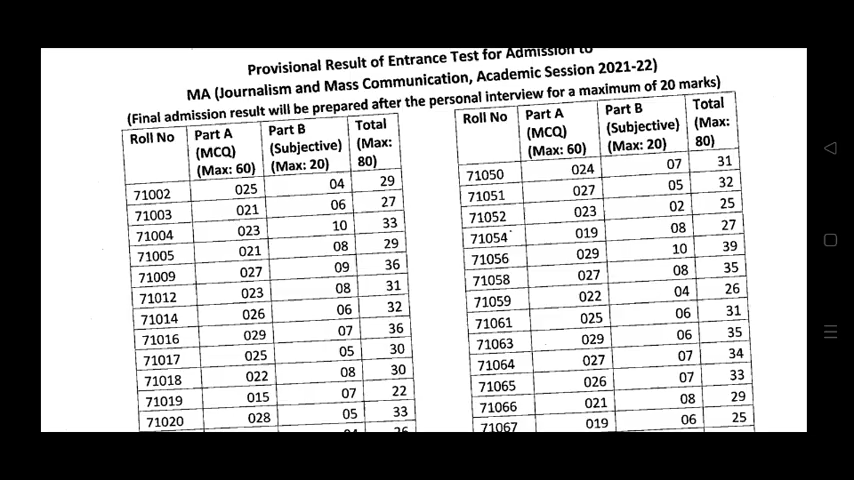 Provisional Result of Entrance Test for Admission to
MA (Journalism and Mass Communication, Academic Session 2021-22)
(Final admission result will be prepared after the personal interview for a maximum of 20 marks)
Roll No Part A Part B Total
(MCQ) (Subjective) (Max:
(Max: 60) (Max: 20) 80)
71002 025 04 29
71003 021 06 27
71004 023 10 33
71005 021 08 29
71009 027 09 36
71012 023 08 31
71014 026 06 32
71016 029 07 36
71017 025 05 30
71018 022 08 30
71019 015 07 22
71020 028 05 33
Roll No Part A Part B Total
(MCQ) (Subjective) (Max:
(Max: 60) (Max: 20) 80)
71050 024 07 31
71051 027 05 32
71052 023 02 25
71054 019 08 27
71056 029 10 39
71058 027 08 35
71059 022 04 26
71061 025 06 31
71063 029 06 35
71064 027 07 34
71065 026 07 33
71066 021 08 29
71067 019 06 25